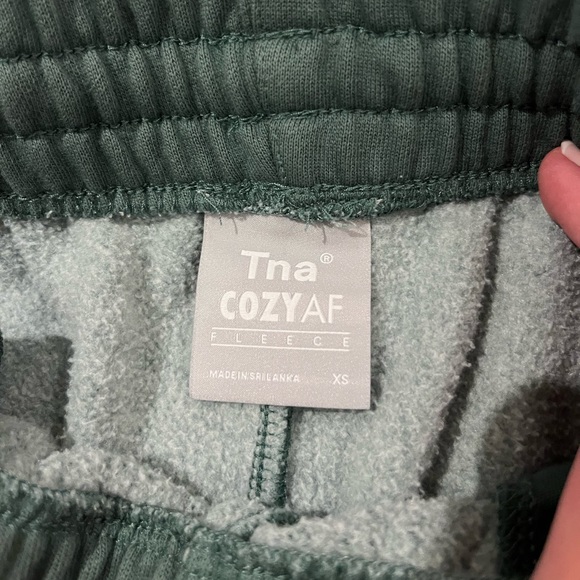 Tna®
COZYAF
FLEECE
MADE IN SRI LANKA XS